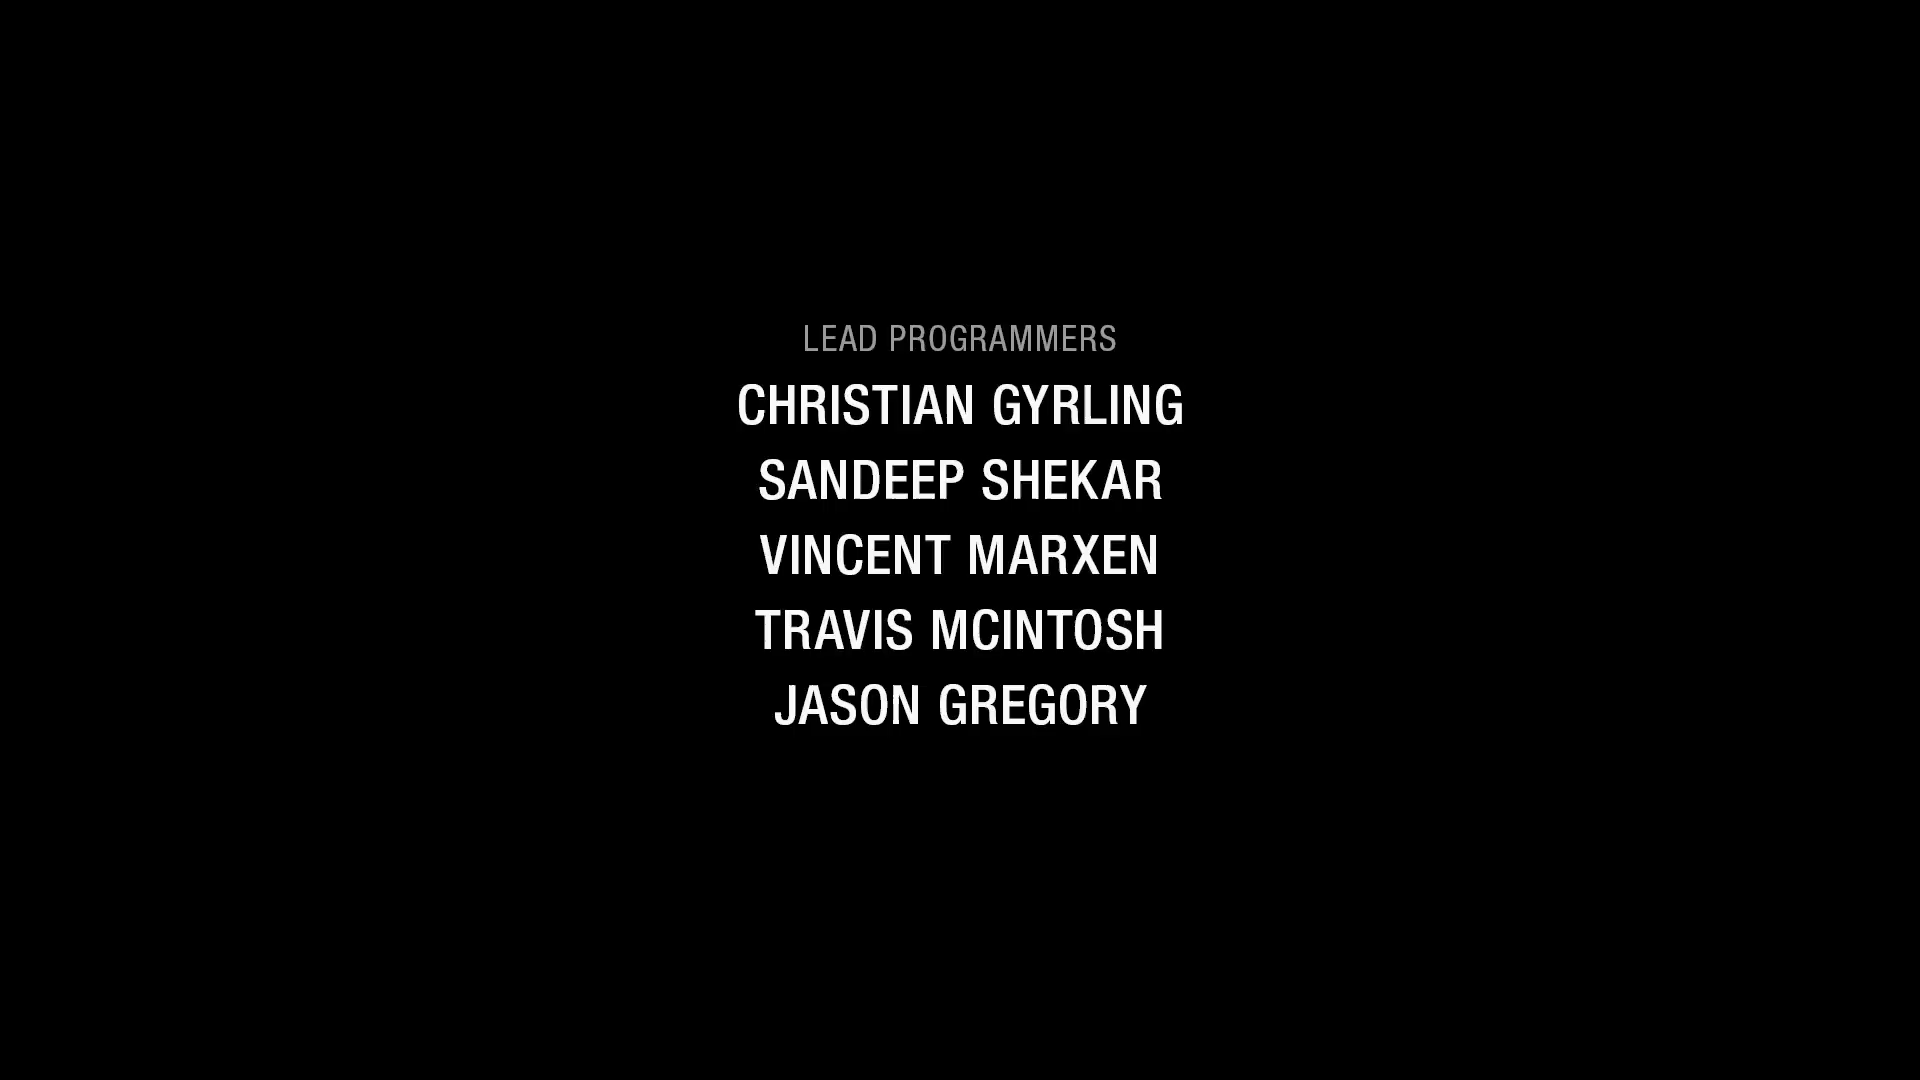 LEAD PROGRAMMERS
CHRISTIAN GYRLING
SANDEEP SHEKAR
VINCENT MARXEN
TRAVIS MCINTOSH
JASON GREGORY